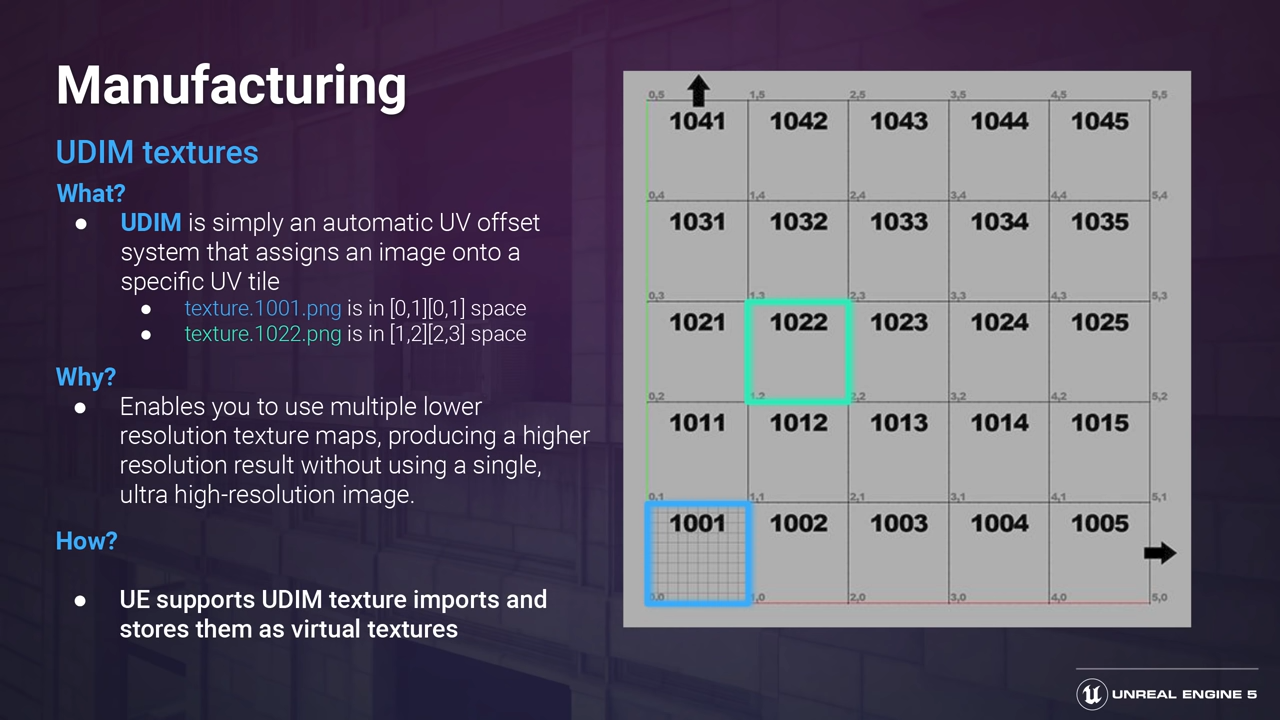 Manufacturing
UDIM textures
What?
● UDIM is simply an automatic UV offset
system that assigns an image onto a
specific UV tile
● texture.1001.png is in [0,1][0,1] space
● texture.1022.png is in [1,2][2,3] space
Why?
● Enables you to use multiple lower
resolution texture maps, producing a higher
resolution result without using a single,
ultra high-resolution image.
How?
● UE supports UDIM texture imports and
stores them as virtual textures
0,5 1,5 2,5 3,5 4,5 5,5
1041 1042 1043 1044 1045
0,4 1,4 2,4 3,4 4,4 5,4
1031 1032 1033 1034 1035
0,3 1,3 2,3 3,3 4,3 5,3
1021 1022 1023 1024 1025
0,2 1,2 2,2 3,2 4,2 5,2
1011 1012 1013 1014 1015
0,1 1,1 2,1 3,1 4,1 5,1
1001 1002 1003 1004 1005
0,0 1,0 2,0 3,0 4,0 5,0
UNREAL ENGINE 5